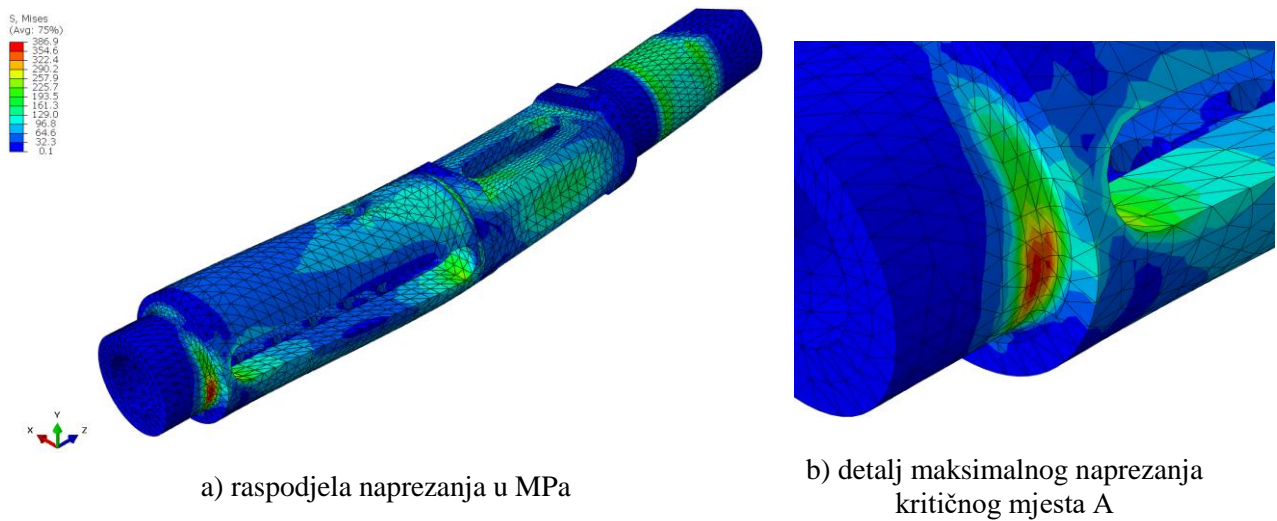 S, Mises
(Avg: 75%)
386.9
354.6
322.4
290.2
257.9
225.7
193.5
161.3
129.0
96.8
64.6
32.3
0.1
Y
X
Z
a) raspodjela naprezanja u MPa
b) detalj maksimalnog naprezanja
kritičnog mjesta A